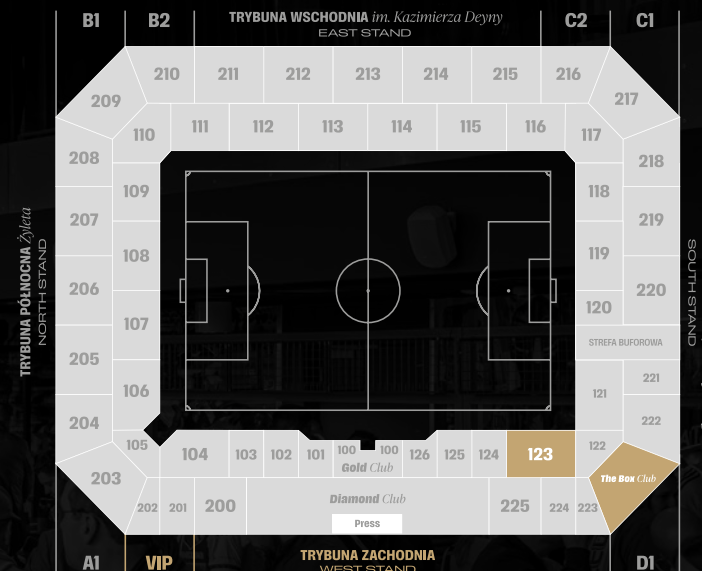 B1
B2
TRYBUNA WSCHODNIA im. Kazimierza Deyny
EAST STAND
C2
C1
210
211
212
213
214
215
216
209
217
110
111
112
113
114
115
116
117
208
218
109
118
207
219
108
119
206
220
120
107
TRYBUNA PÓŁNOCNA Żyleta
NORTH STAND
SOUTH STAND
STREFA BUFOROWA
205
221
106
121
204
222
105
104
103
102
101
100
100
126
125
124
123
122
Gold Club
203
The Box Club
202
201
200
Diamond Club
225
224
223
Press
A1
VIP
TRYBUNA ZACHODNIA
WEST STAND
D1